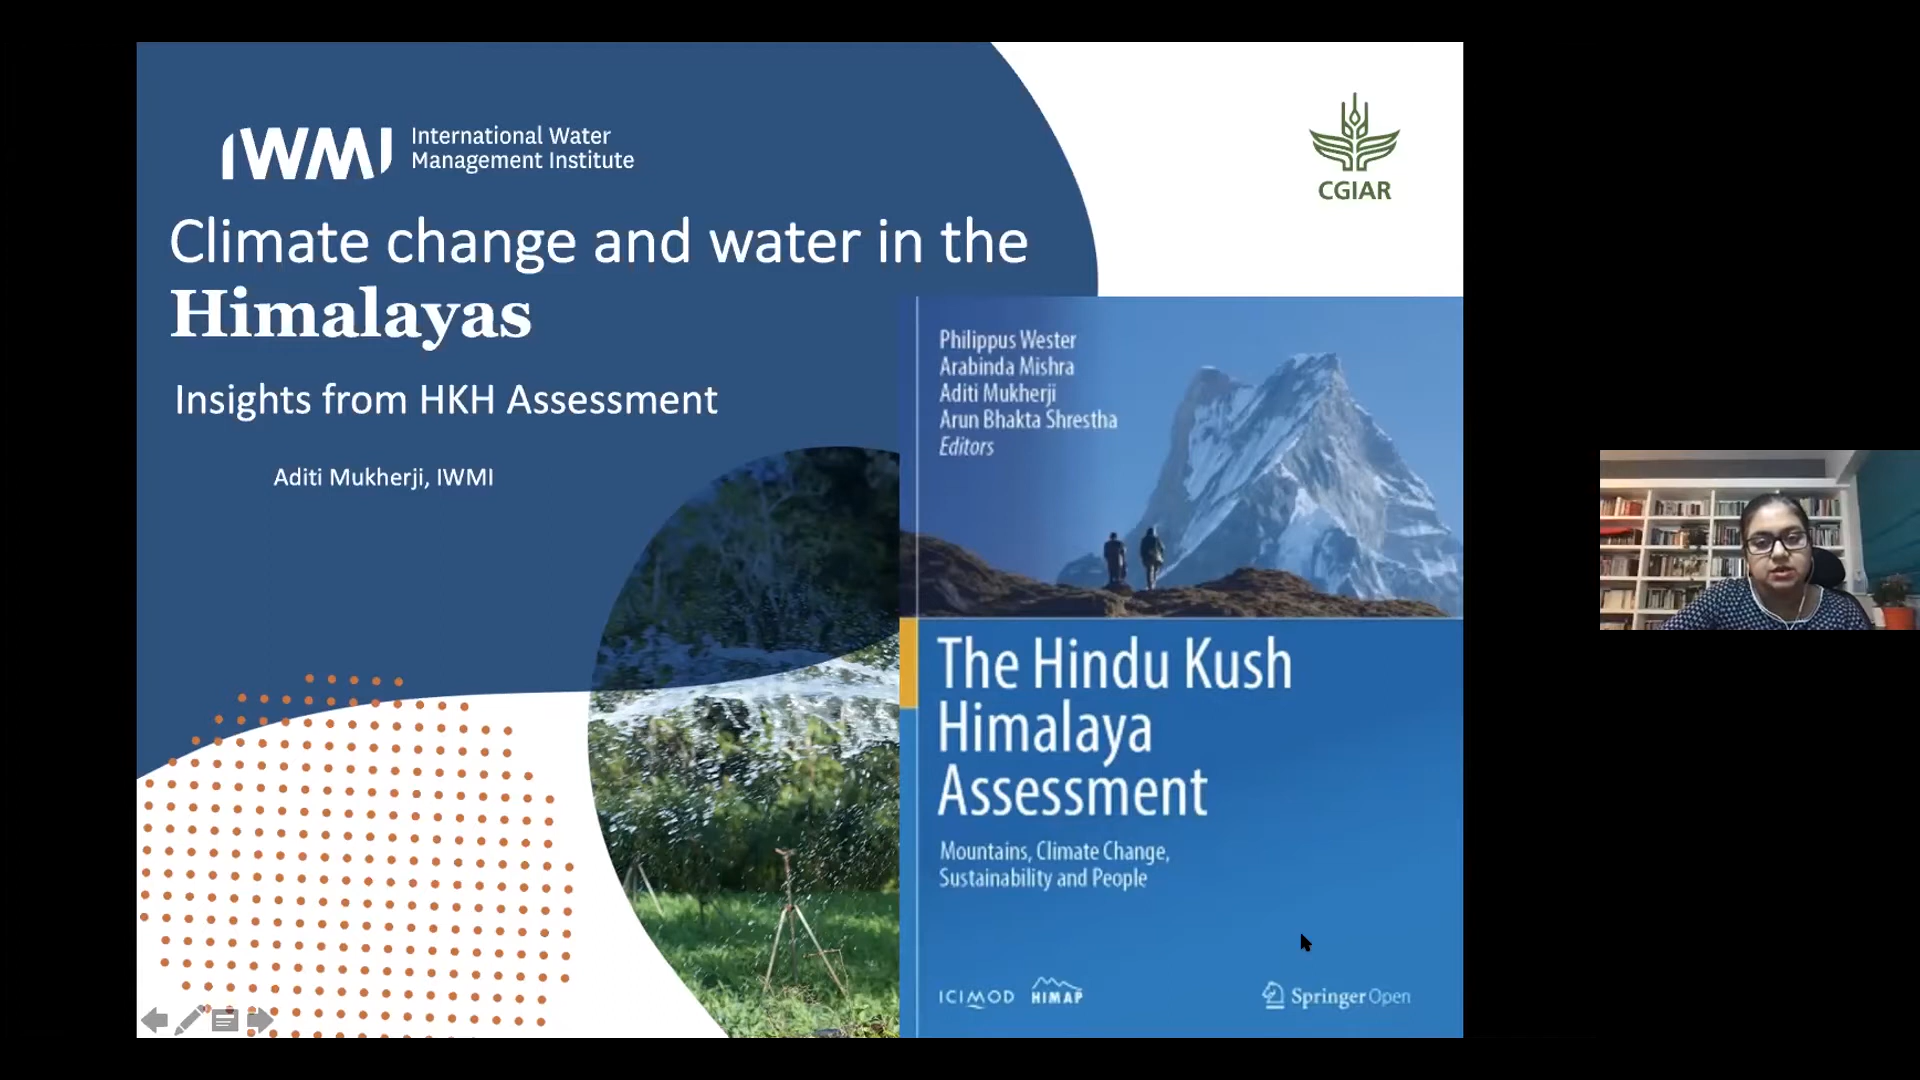 IWMI
International Water
Management Institute
CGIAR
Climate change and water in the
Himalayas
Insights from HKH Assessment
Aditi Mukherji, IWMI
Philippus Wester
Arabinda Mishra
Aditi Mukherji
Arun Bhakta Shrestha
Editors
The Hindu Kush
Himalaya
Assessment
Mountains, Climate Change,
Sustainability and People
ICIMOD
HIMAP
Springer Open